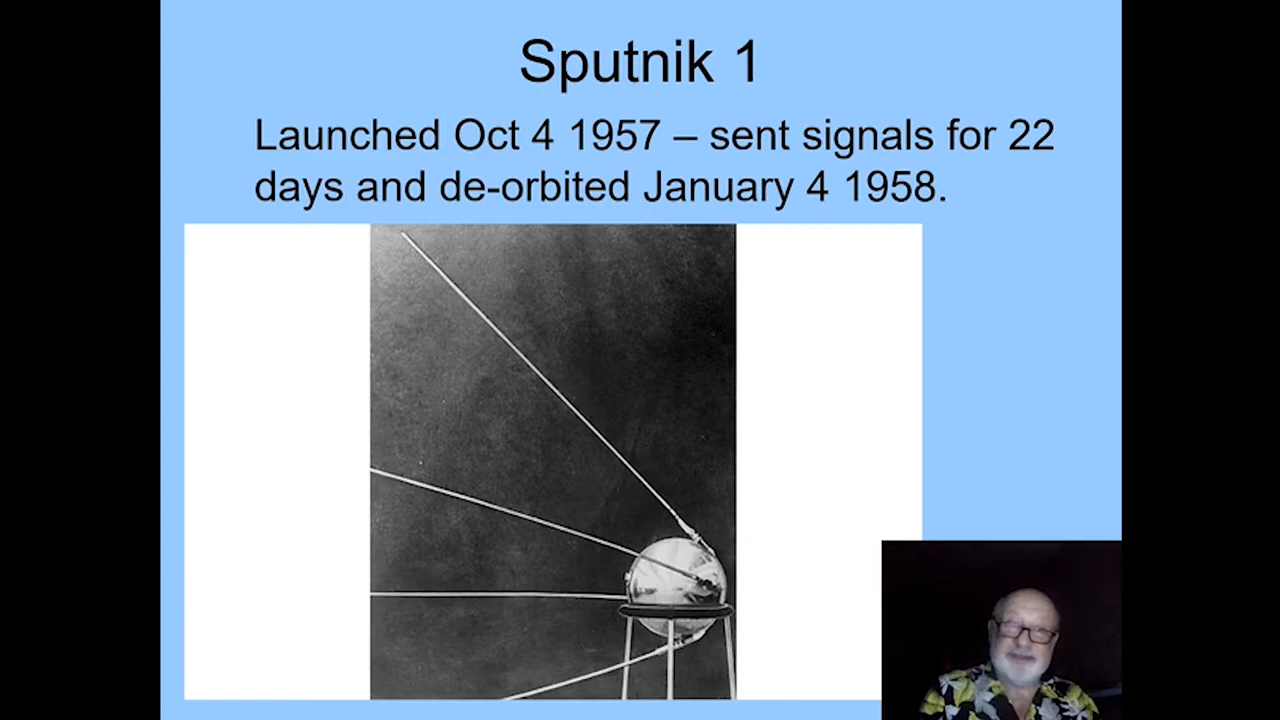 Sputnik 1
Launched Oct 4 1957 – sent signals for 22
days and de-orbited January 4 1958.